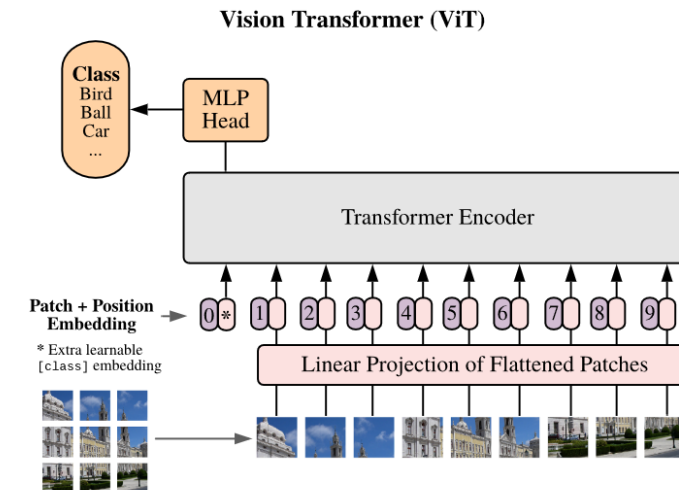 Vision Transformer (ViT)
Class
Bird
Ball
Car
...
MLP
Head
Transformer Encoder
Patch + Position
Embedding
0 * 1 2 3 4 5 6 7 8 9
* Extra learnable
[class] embedding
Linear Projection of Flattened Patches